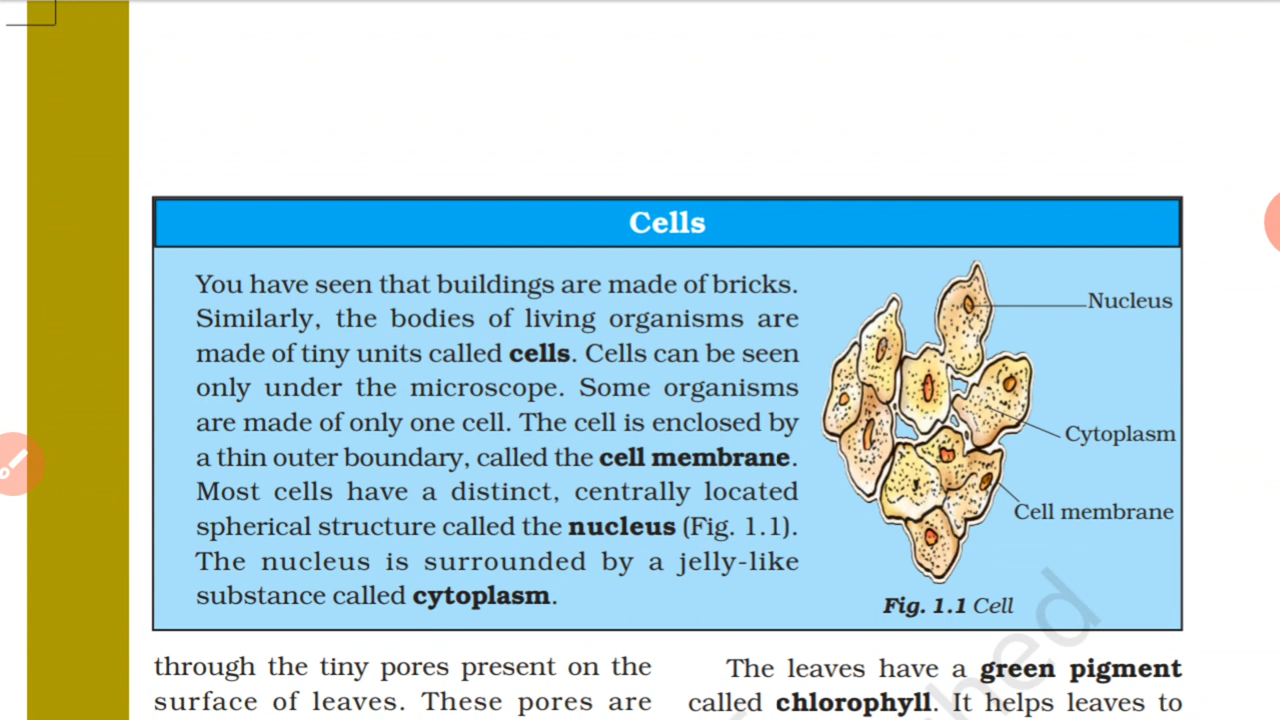 Cells
You have seen that buildings are made of bricks.
Similarly, the bodies of living organisms are
made of tiny units called cells. Cells can be seen
only under the microscope. Some organisms
are made of only one cell. The cell is enclosed by
a thin outer boundary, called the cell membrane.
Most cells have a distinct, centrally located
spherical structure called the nucleus (Fig. 1.1).
The nucleus is surrounded by a jelly-like
substance called cytoplasm.
Nucleus
Cytoplasm
Cell membrane
Fig. 1.1 Cell
through the tiny pores present on the
surface of leaves. These pores are
The leaves have a green pigment
called chlorophyll. It helps leaves to